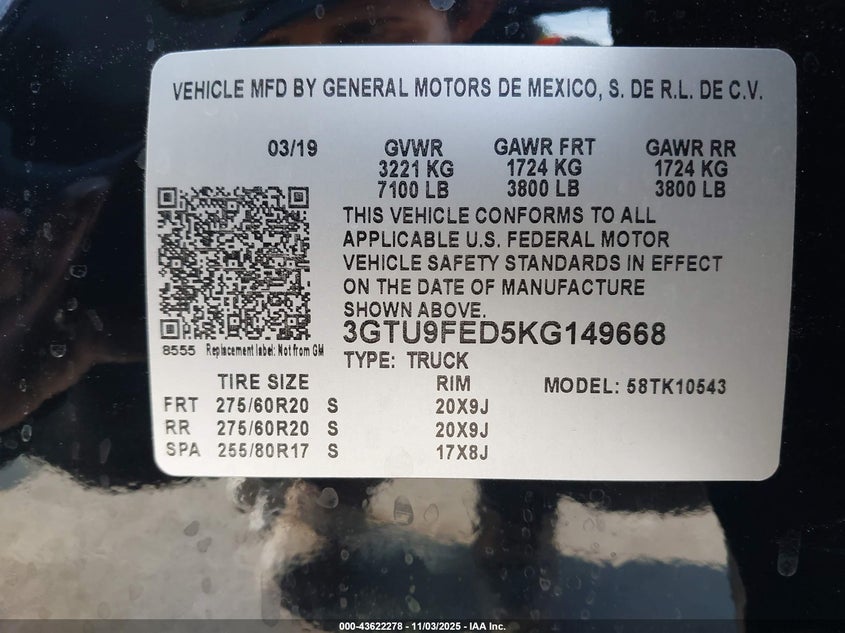 VEHICLE MFD BY GENERAL MOTORS DE MEXICO, S. DE R.L. DE C.V.
03/19 GVWR GAWR FRT GAWR RR
3221 KG 1724 KG 1724 KG
7100 LB 3800 LB 3800 LB
THIS VEHICLE CONFORMS TO ALL
APPLICABLE U.S. FEDERAL MOTOR
VEHICLE SAFETY STANDARDS IN EFFECT
ON THE DATE OF MANUFACTURE
SHOWN ABOVE.
3GTU9FED5KG149668
8555 Replacement label: Not from GM
TYPE: TRUCK
TIRE SIZE RIM MODEL: 58TK10543
FRT 275/60R20 S 20X9J
RR 275/60R20 S 20X9J
SPA 255/80R17 S 17X8J
000-43622278 - 11/03/2025 - IAA Inc.